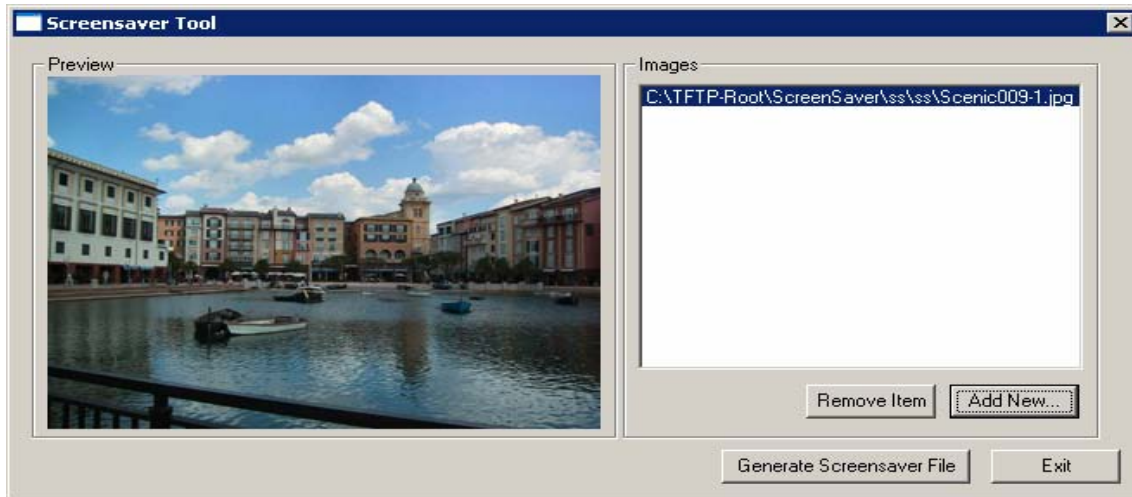 Screensaver Tool
Preview
Images
C:\TFTP-Root\ScreenSaver\ss\ss\Scenic009-1.jpg
Remove Item
Add New...
Generate Screensaver File
Exit